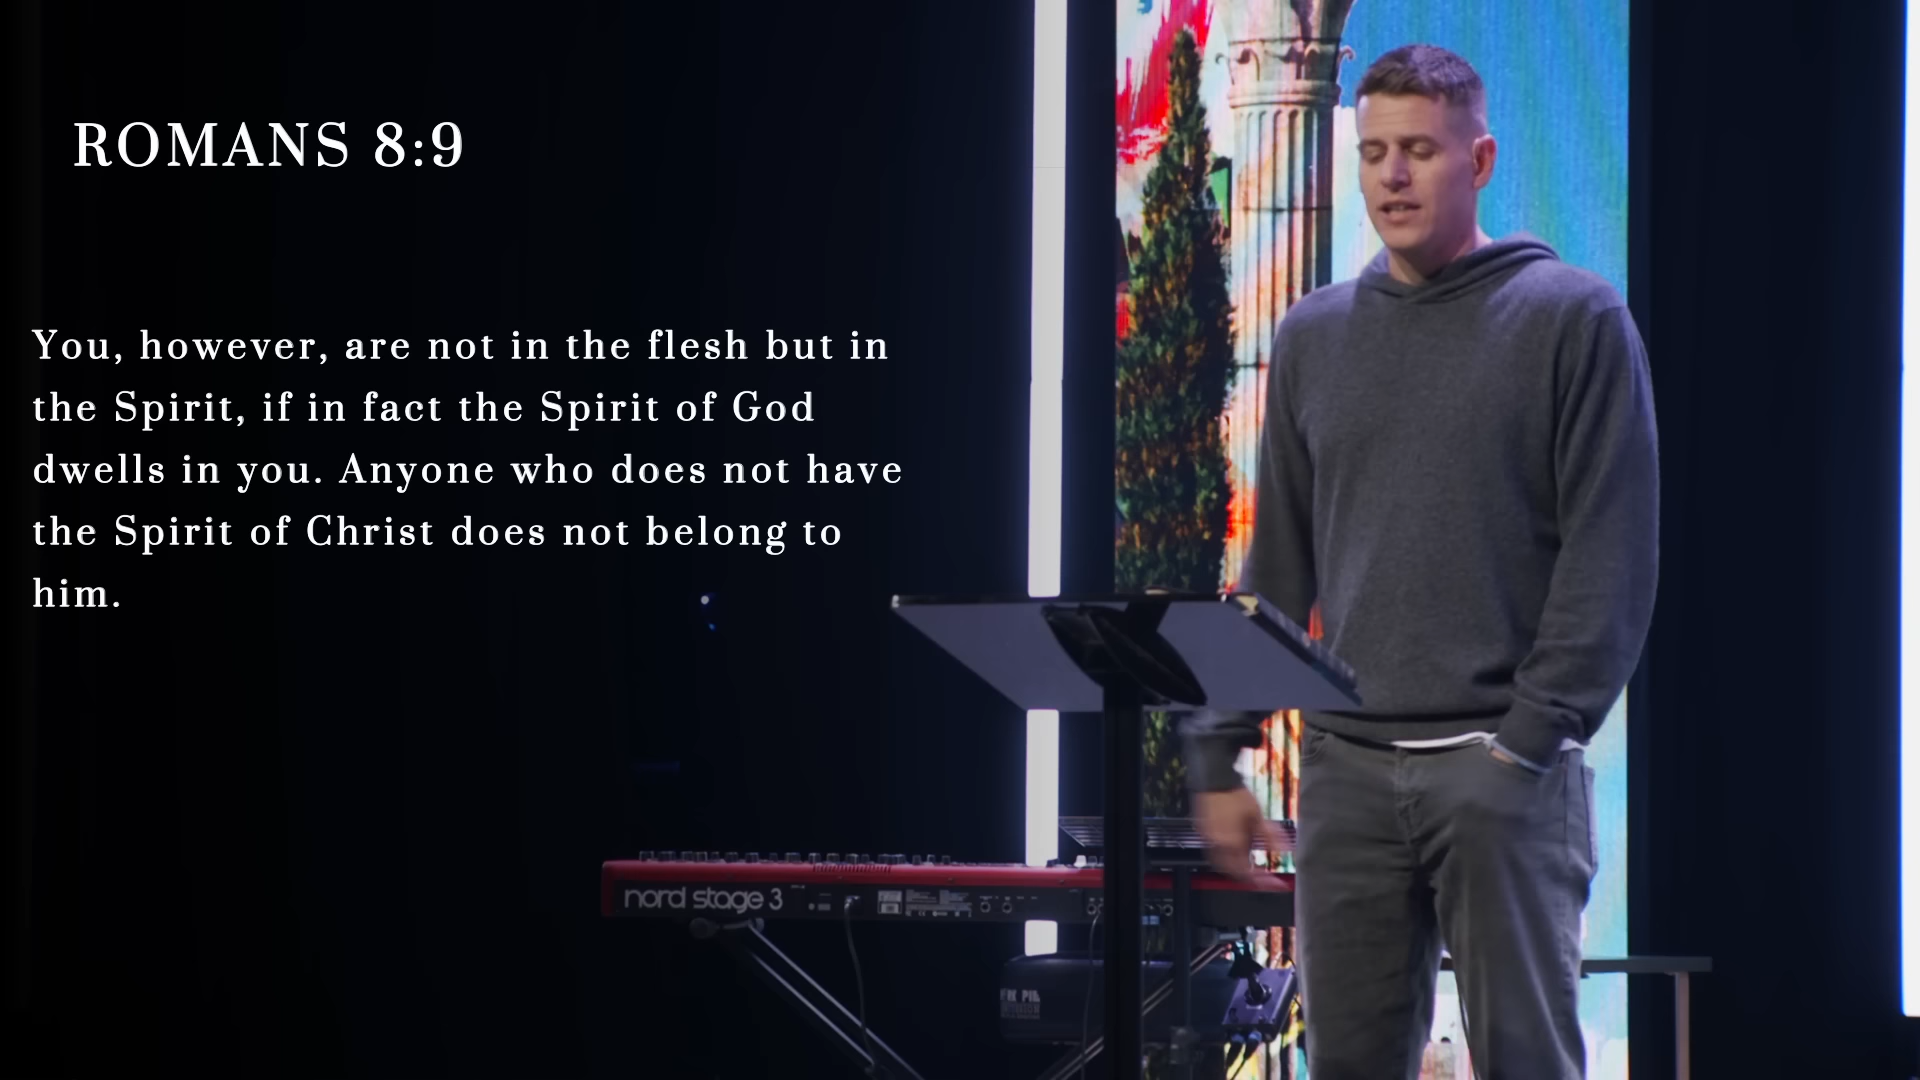 ROMANS 8:9
You, however, are not in the flesh but in
the Spirit, if in fact the Spirit of God
dwells in you. Anyone who does not have
the Spirit of Christ does not belong to
him.
nord stage 3